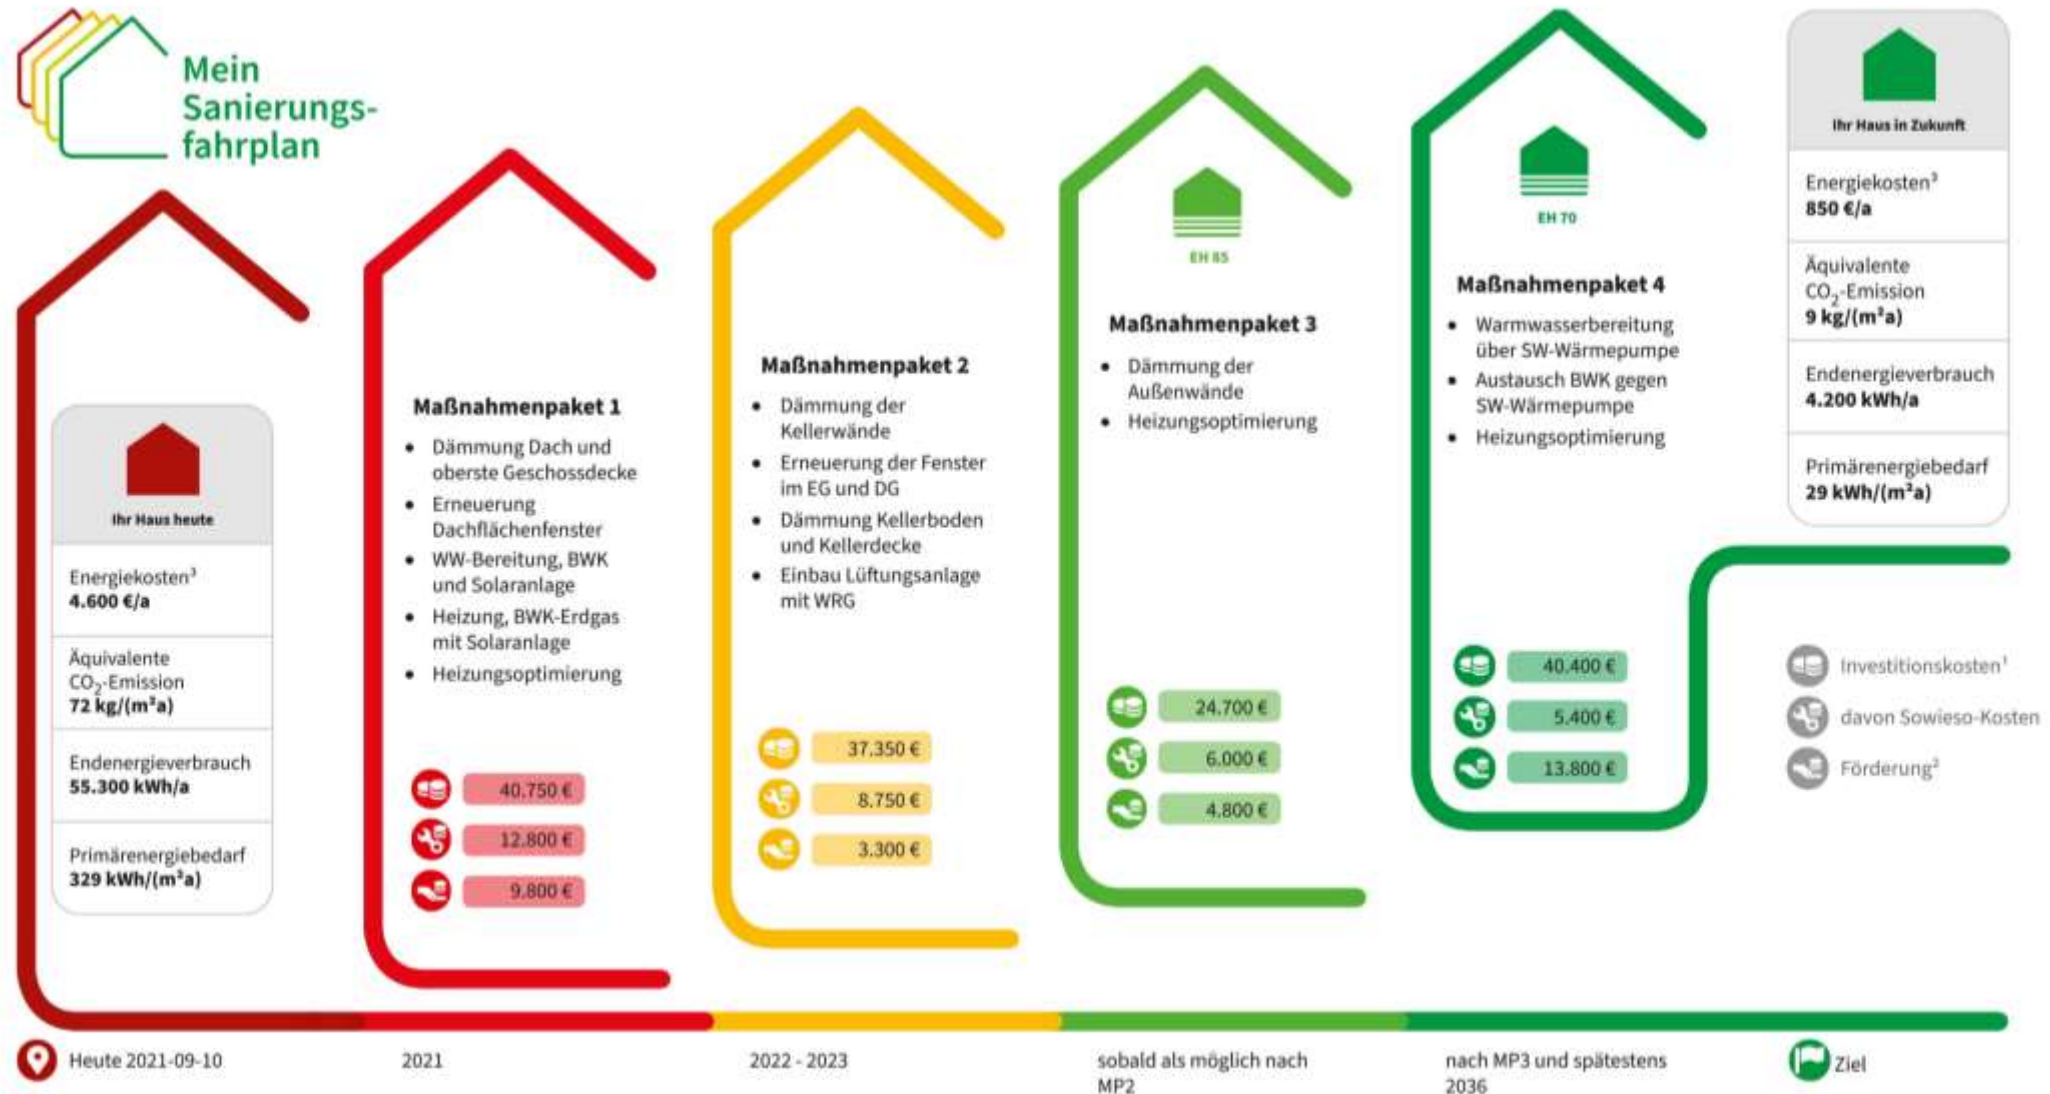 Mein
Sanierungs-
fahrplan
Ihr Haus heute
Energiekosten³
4.600 €/a
Äquivalente
CO₂-Emission
72 kg/(m²a)
Endenergieverbrauch
55.300 kWh/a
Primärenergiebedarf
329 kWh/(m²a)
Maßnahmenpaket 1
• Dämmung Dach und
oberste Geschossdecke
• Erneuerung
Dachflächenfenster
• WW-Bereitung, BWK
und Solaranlage
• Heizung, BWK-Erdgas
mit Solaranlage
• Heizungsoptimierung
40.750 €
12.800 €
9.800 €
Maßnahmenpaket 2
• Dämmung der
Kellerwände
• Erneuerung der Fenster
im EG und DG
• Dämmung Kellerboden
und Kellerdecke
• Einbau Lüftungsanlage
mit WRG
37.350 €
8.750 €
3.300 €
EH 85
Maßnahmenpaket 3
• Dämmung der
Außenwände
• Heizungsoptimierung
24.700 €
6.000 €
4.800 €
EH 70
Maßnahmenpaket 4
• Warmwasserbereitung
über SW-Wärmepumpe
• Austausch BWK gegen
SW-Wärmepumpe
• Heizungsoptimierung
40.400 €
5.400 €
13.800 €
Ihr Haus in Zukunft
Energiekosten³
850 €/a
Äquivalente
CO₂-Emission
9 kg/(m²a)
Endenergieverbrauch
4.200 kWh/a
Primärenergiebedarf
29 kWh/(m²a)
Investitionskosten¹
davon Sowieso-Kosten
Förderung²
Heute 2021-09-10
2021
2022 - 2023
sobald als möglich nach
MP2
nach MP3 und spätestens
2036
Ziel